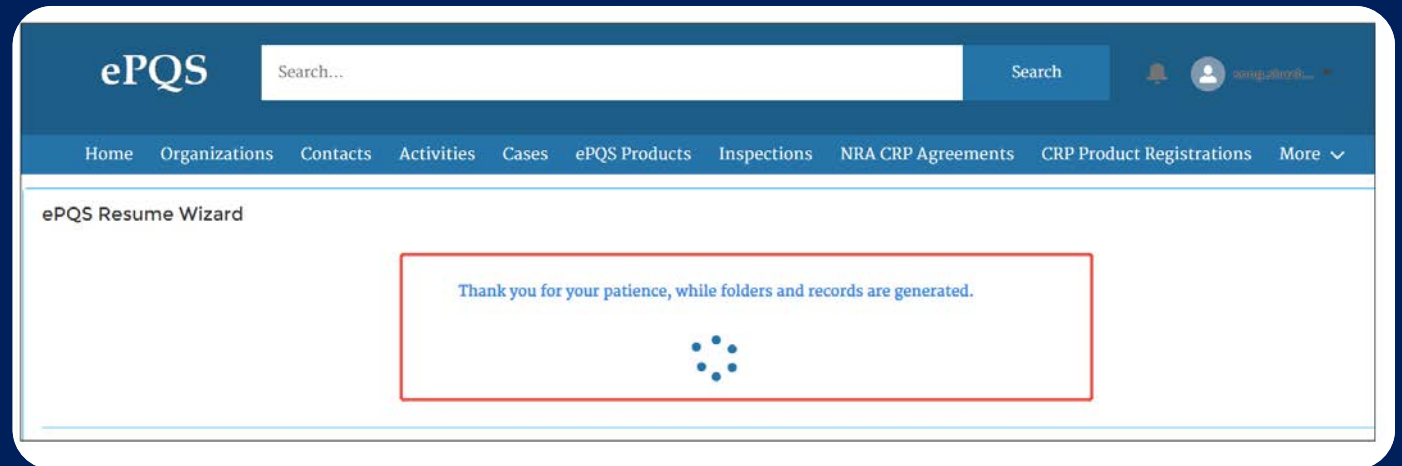 ePQS
Search...
Search
Home Organizations Contacts Activities Cases ePQS Products Inspections NRA CRP Agreements CRP Product Registrations More
ePQS Resume Wizard
Thank you for your patience, while folders and records are generated.